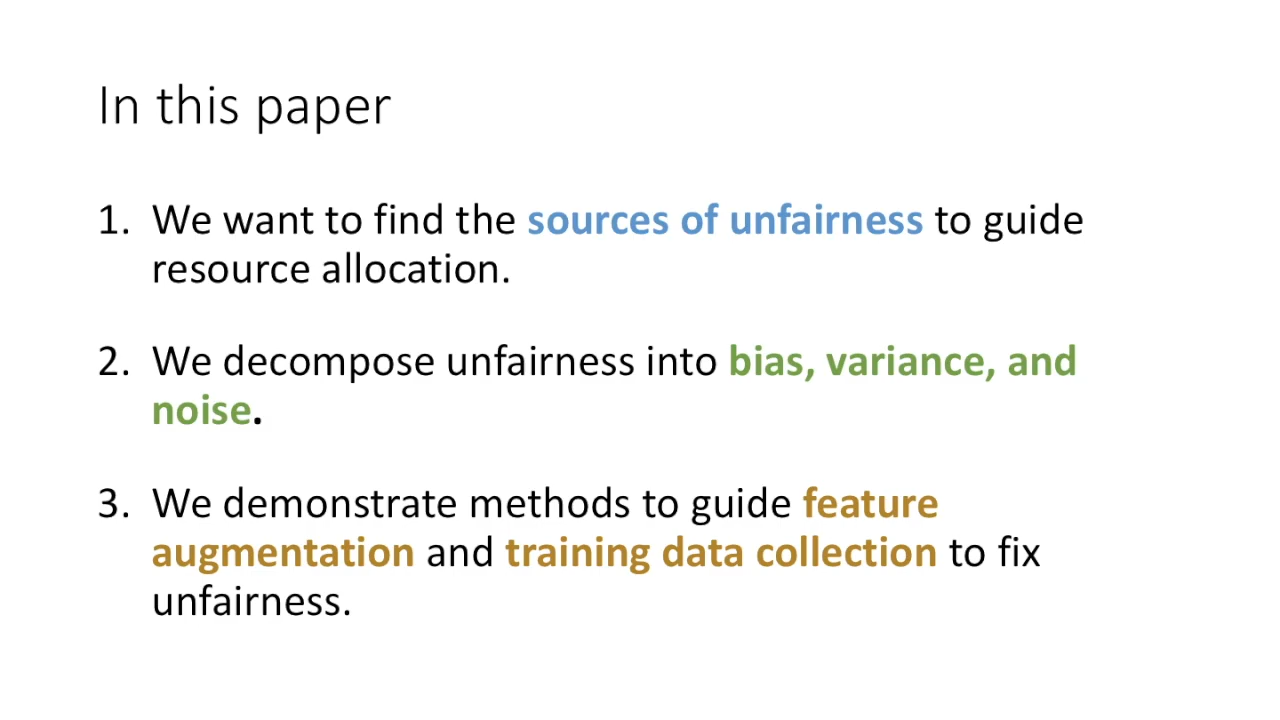 In this paper
1. We want to find the sources of unfairness to guide
resource allocation.
2. We decompose unfairness into bias, variance, and
noise.
3. We demonstrate methods to guide feature
augmentation and training data collection to fix
unfairness.